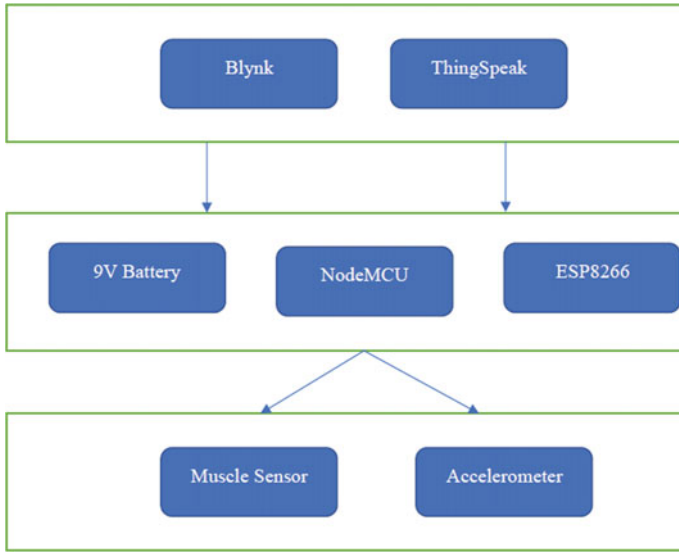 Blynk
ThingSpeak
9V Battery
NodeMCU
ESP8266
Muscle Sensor
Accelerometer